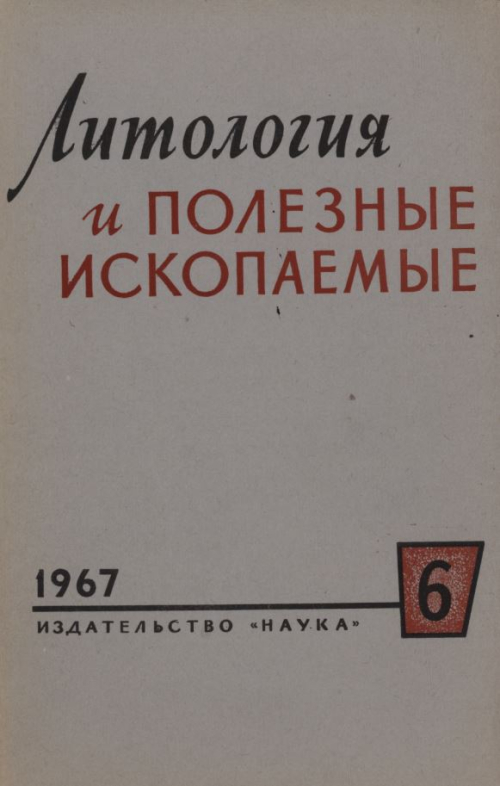 Литология
и ПОЛЕЗНЫЕ
ИСКОПАЕМЫЕ
1967
6
ИЗДАТЕЛЬСТВО «НАУКА»